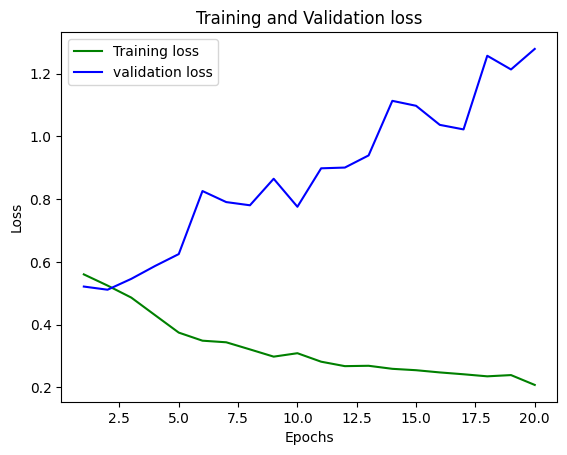 Training and Validation loss
Training loss
validation loss
1.2
1.0
0.8
0.6
0.4
0.2
Loss
2.5 5.0 7.5 10.0 12.5 15.0 17.5 20.0
Epochs